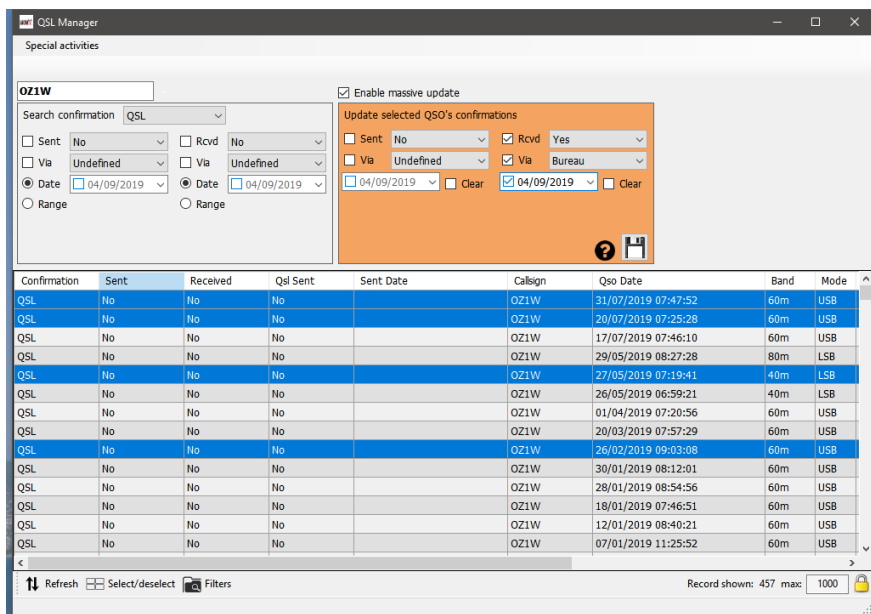 QSL Manager
Special activities
OZ1W
Enable massive update
Search confirmation QSL
Sent No Rcvd No
Via Undefined Via Undefined
Date 04/09/2019 Date 04/09/2019
Range Range
Update selected QSO's confirmations
Sent No Rcvd Yes
Via Undefined Via Bureau
04/09/2019 Clear 04/09/2019 Clear
Confirmation Sent Received Qsl Sent Sent Date Callsign Qso Date Band Mode
QSL No No No OZ1W 31/07/2019 07:47:52 60m USB
QSL No No No OZ1W 20/07/2019 07:25:28 60m USB
QSL No No No OZ1W 17/07/2019 07:46:10 60m USB
QSL No No No OZ1W 29/05/2019 08:27:28 80m LSB
QSL No No No OZ1W 27/05/2019 07:19:41 40m LSB
QSL No No No OZ1W 26/05/2019 06:59:21 40m LSB
QSL No No No OZ1W 01/04/2019 07:20:56 60m USB
QSL No No No OZ1W 20/03/2019 07:57:29 60m USB
QSL No No No OZ1W 26/02/2019 09:03:08 60m USB
QSL No No No OZ1W 30/01/2019 08:12:01 60m USB
QSL No No No OZ1W 28/01/2019 08:54:56 60m USB
QSL No No No OZ1W 18/01/2019 07:46:51 60m USB
QSL No No No OZ1W 12/01/2019 08:40:21 60m USB
QSL No No No OZ1W 07/01/2019 11:25:52 60m USB
Refresh Select/deselect Filters Record shown: 457 max: 1000